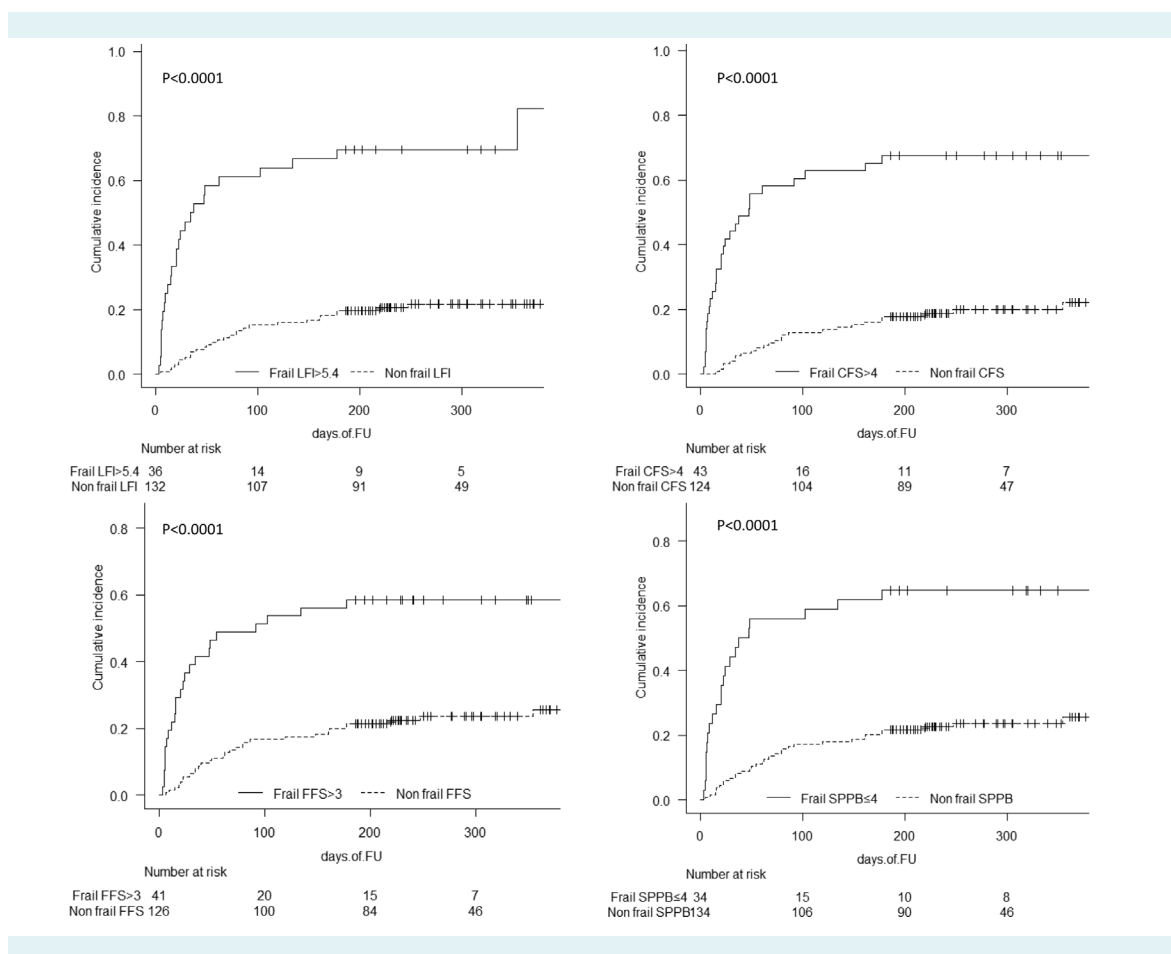 1.0
P<0.0001
0.8
0.6
0.4
0.2
0.0
Cumulative incidence
Frail LFI>5.4 Non frail LFI
0 100 200 300
days.of.FU
Number at risk
Frail LFI>5.4 36 14 9 5
Non frail LFI 132 107 91 49
1.0
P<0.0001
0.8
0.6
0.4
0.2
0.0
Cumulative incidence
Frail CFS>4 Non frail CFS
0 100 200 300
days.of.FU
Number at risk
Frail CFS>4 43 16 11 7
Non frail CFS 124 104 89 47
0.8
P<0.0001
0.6
0.4
0.2
0.0
Cumulative incidence
Frail FFS>3 Non frail FFS
0 100 200 300
days.of.FU
Number at risk
Frail FFS>3 41 20 15 7
Non frail FFS 126 100 84 46
P<0.0001
0.8
0.6
0.4
0.2
0.0
Cumulative incidence
Frail SPPB≤4 Non frail SPPB
0 100 200 300
days.of.FU
Number at risk
Frail SPPB≤4 34 15 10 8
Non frail SPPB134 106 90 46